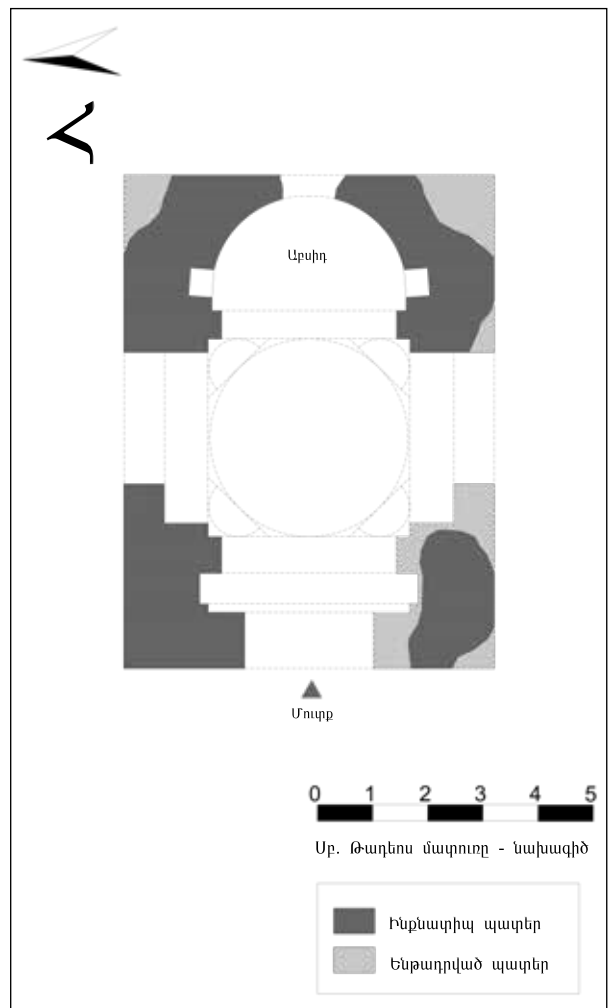 Հ
Աբսիդ
Մուտք
0 1 2 3 4 5
Սբ. Թադեոս մատուռը - նախագիծ
Ինքնատիպ պատեր
Ենթադրված պատեր